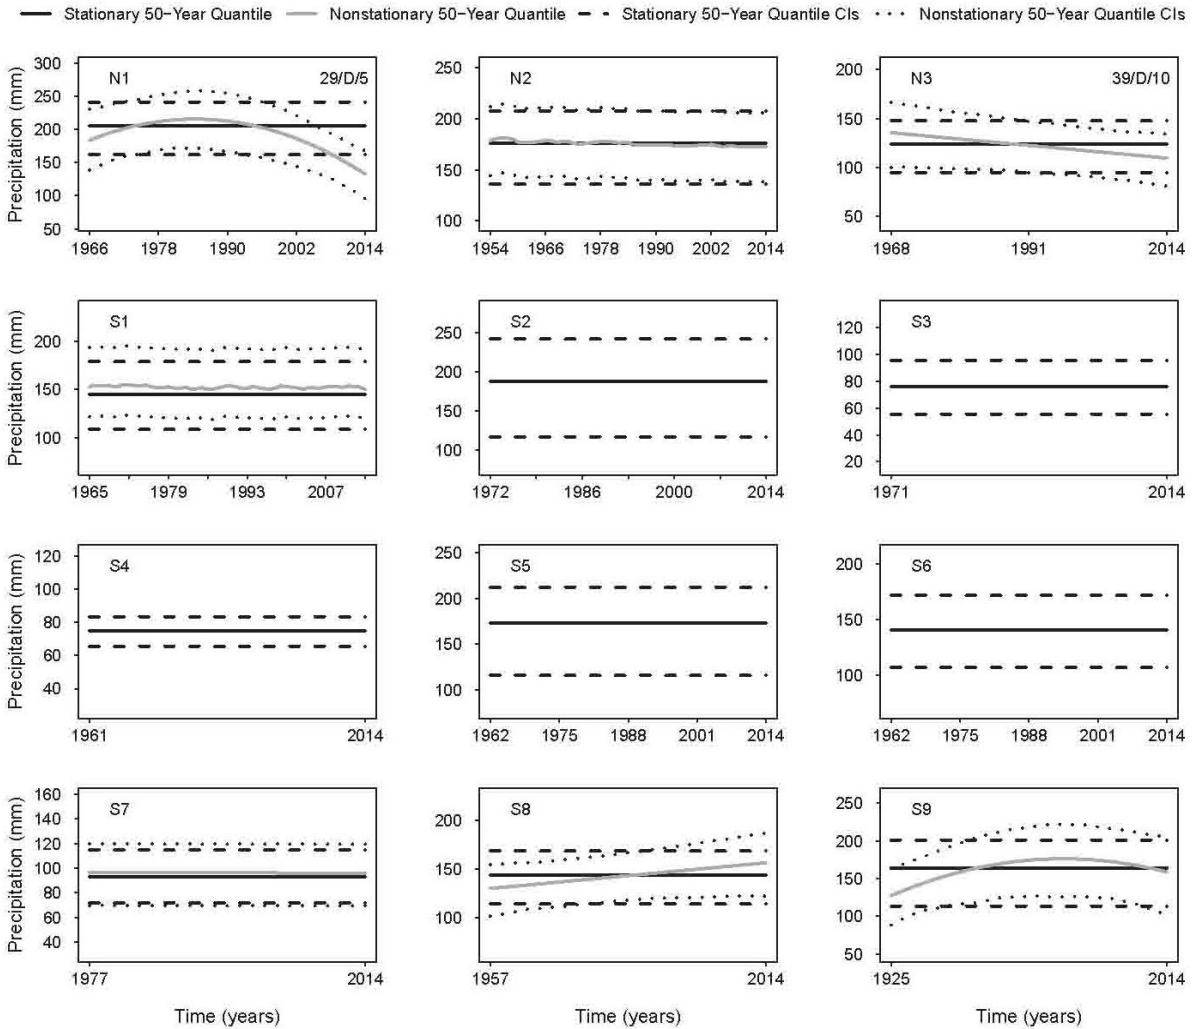 Stationary 50−Year Quantile Nonstationary 50−Year Quantile Stationary 50−Year Quantile CIs Nonstationary 50−Year Quantile CIs
Precipitation (mm)
300
250
200
150
100
50
N1 29/D/5
1966 1978 1990 2002 2014
250
200
150
100
N2
1954 1966 1978 1990 2002 2014
200
150
100
50
N3 39/D/10
1968 1991 2014
Precipitation (mm)
200
150
100
S1
1965 1979 1993 2007
250
200
150
100
S2
1972 1986 2000 2014
120
100
80
60
40
20
S3
1971 2014
Precipitation (mm)
120
100
80
60
40
S4
1961 2014
250
200
150
100
S5
1962 1975 1988 2001 2014
200
150
100
S6
1962 1975 1988 2001 2014
Precipitation (mm)
160
140
120
100
80
60
40
S7
1977 2014
Time (years)
200
150
100
S8
1957 2014
Time (years)
250
200
150
100
50
S9
1925 2014
Time (years)